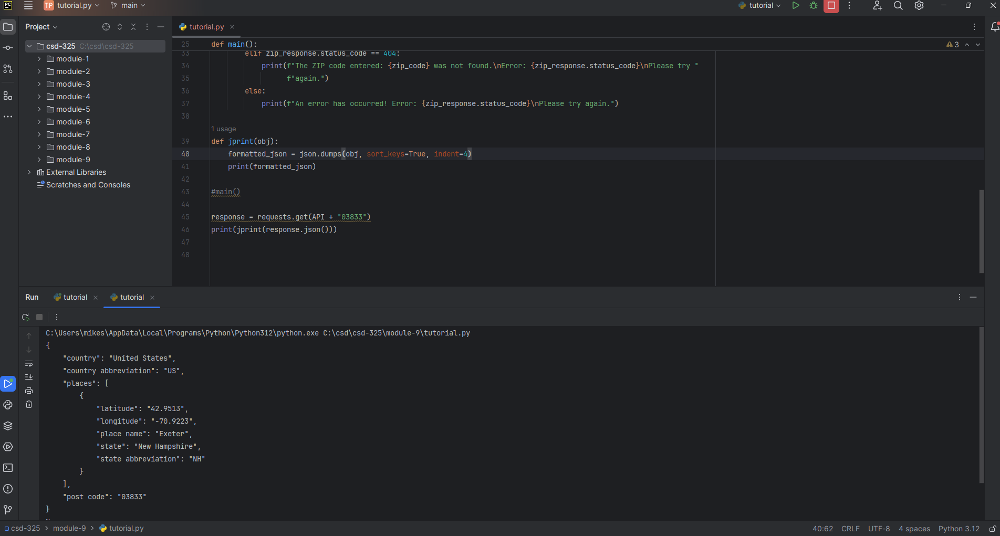 PC TP tutorial.py main tutorial
Project
csd-325 C:\csd\csd-325
module-1
module-2
module-3
module-4
module-5
module-6
module-7
module-8
module-9
External Libraries
Scratches and Consoles
tutorial.py
3
25 def main():
33 elif zip_response.status_code == 404:
34 print(f"The ZIP code entered: {zip_code} was not found.\nError: {zip_response.status_code}\nPlease try "
35 f"again.")
36 else:
37 print(f"An error has occurred! Error: {zip_response.status_code}\nPlease try again.")
38
1 usage
39 def jprint(obj):
40 formatted_json = json.dumps(obj, sort_keys=True, indent=4)
41 print(formatted_json)
42
43 #main()
44
45 response = requests.get(API + "03833")
46 print(jprint(response.json()))
47
48
Run tutorial tutorial
C:\Users\mikes\AppData\Local\Programs\Python\Python312\python.exe C:\csd\csd-325\module-9\tutorial.py
{
"country": "United States",
"country abbreviation": "US",
"places": [
{
"latitude": "42.9513",
"longitude": "-70.9223",
"place name": "Exeter",
"state": "New Hampshire",
"state abbreviation": "NH"
}
],
"post code": "03833"
}
csd-325 > module-9 > tutorial.py 40:62 CRLF UTF-8 4 spaces Python 3.12